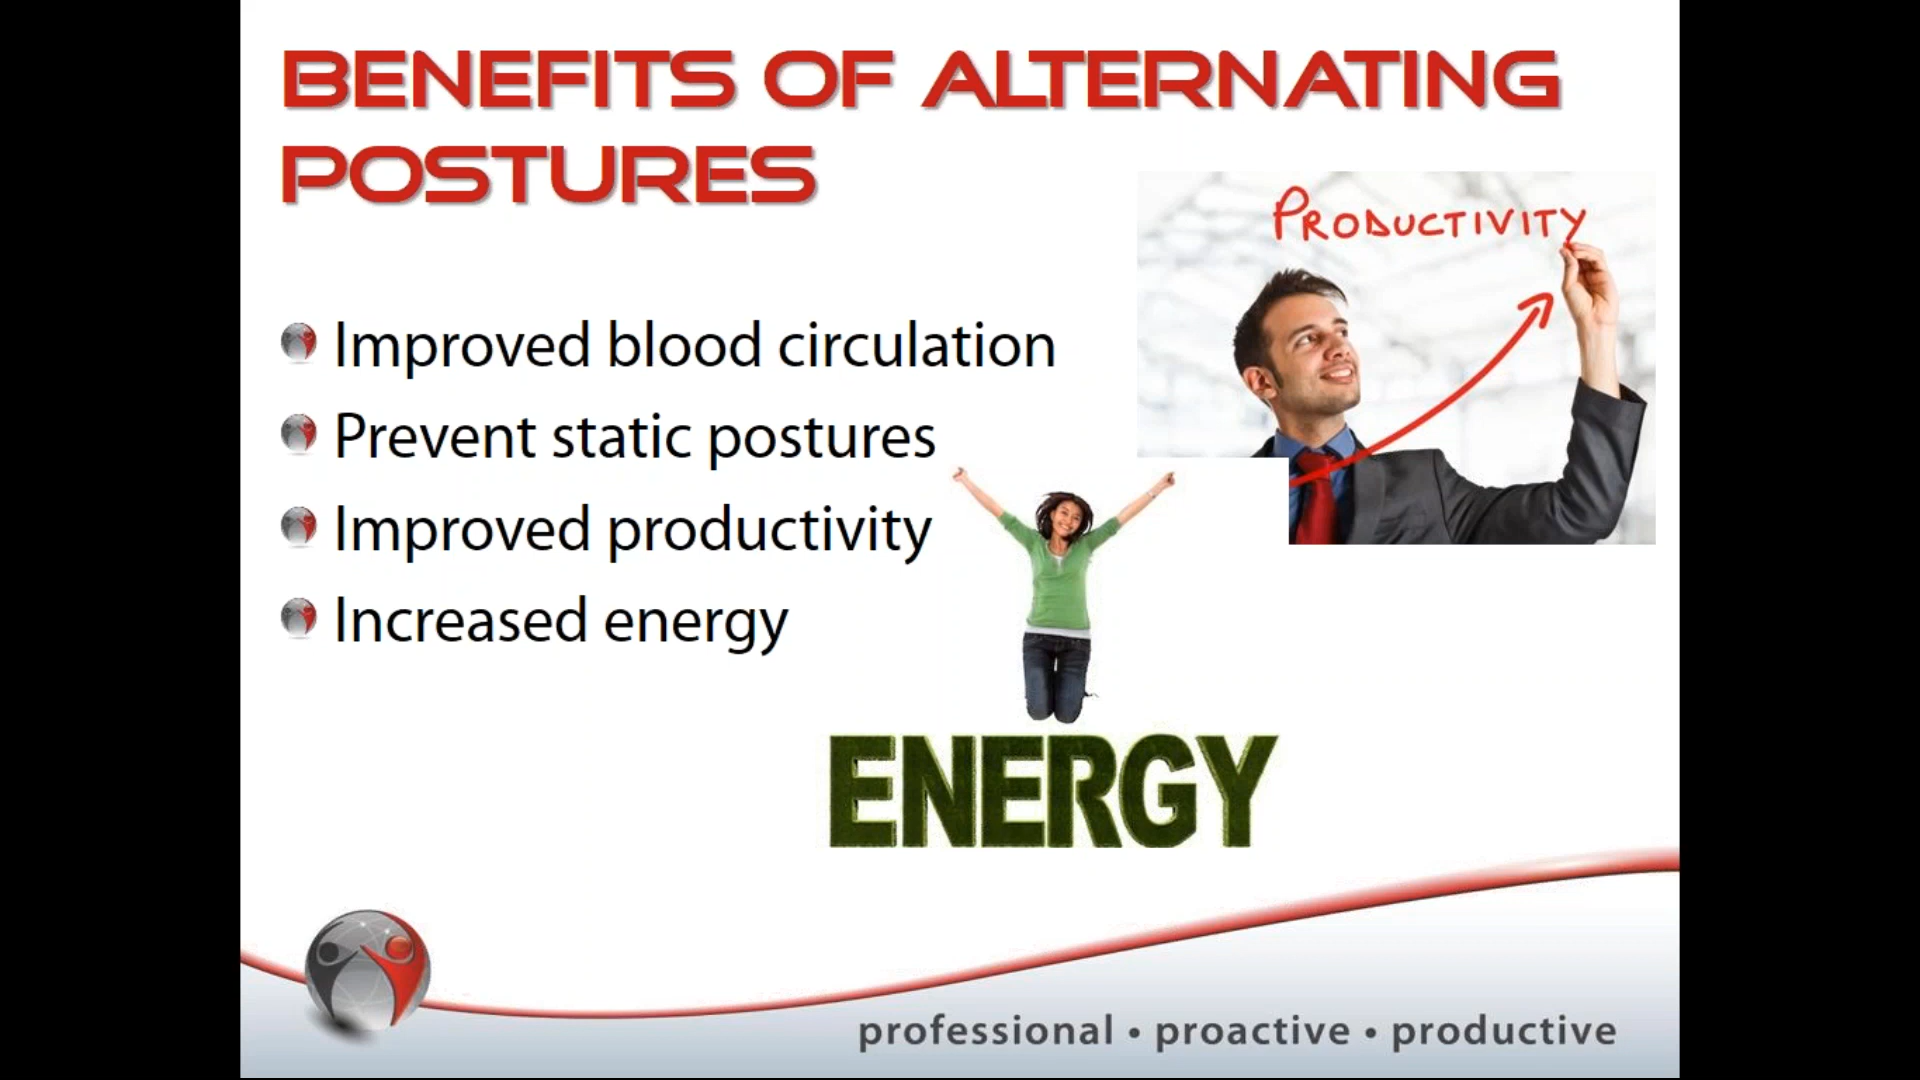 BENEFITS OF ALTERNATING
POSTURES
PRODUCTIVITY
Improved blood circulation
Prevent static postures
Improved productivity
Increased energy
ENERGY
professional • proactive • productive